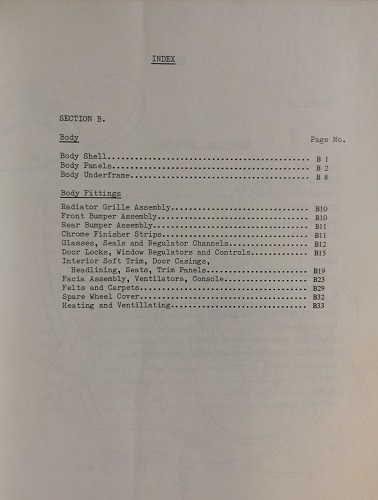 INDEX
SECTION B.
Body
Page No.
Body Shell........................................ B 1
Body Panels....................................... B 2
Body Underframe................................... B 8
Body Fittings
Radiator Grille Assembly.......................... B10
Front Bumper Assembly............................. B10
Rear Bumper Assembly.............................. B11
Chrome Finisher Strips............................ B11
Glasses, Seals and Regulator Channels............. B12
Door Locks, Window Regulators and Controls........ B15
Interior Soft Trim, Door Casings,
Headlining, Seats, Trim Panels.................... B19
Facia Assembly, Ventilators, Console.............. B23
Felts and Carpets................................. B29
Spare Wheel Cover................................. B32
Heating and Ventillating.......................... B33